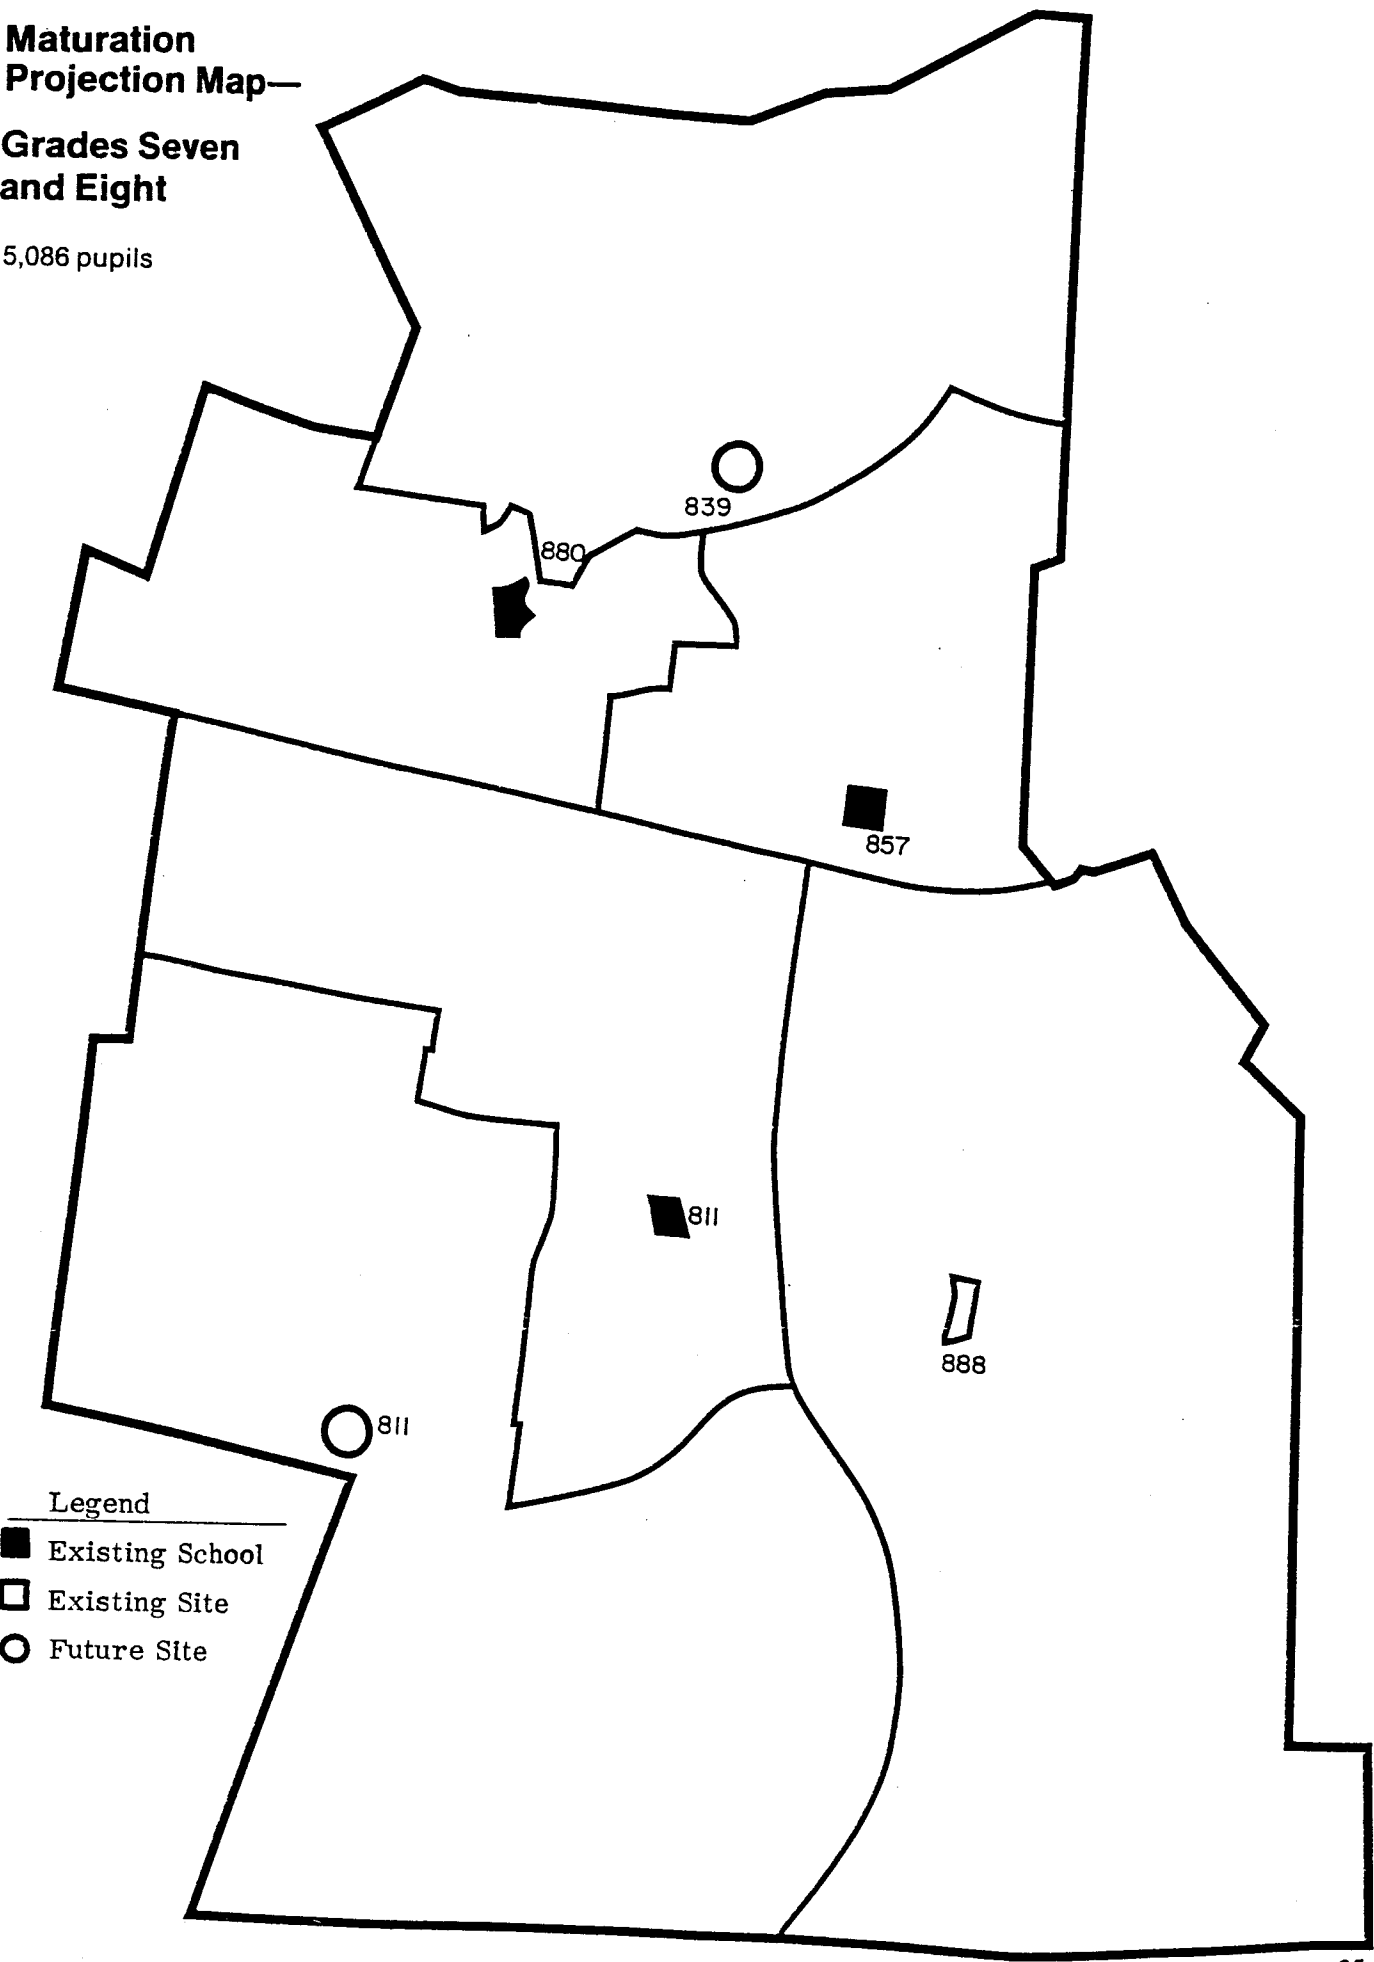 Maturation
Projection Map—
Grades Seven
and Eight
5,086 pupils
839
880
857
811
888
811
Legend
Existing School
Existing Site
Future Site